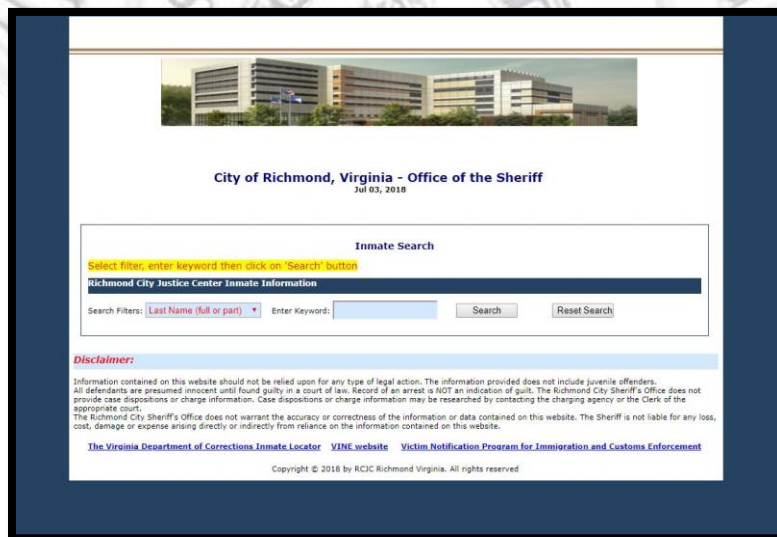 City of Richmond, Virginia - Office of the Sheriff
Jul 03, 2018
Inmate Search
Select filter, enter keyword then click on 'Search' button
Richmond City Justice Center Inmate Information
Search Filters: Last Name (full or part) Enter Keyword: Search Reset Search
Disclaimer:
Information contained on this website should not be relied upon for any type of legal action. The information provided does not include juvenile offenders.
All defendants are presumed innocent until found guilty in a court of law. Record of an arrest is NOT an indication of guilt. The Richmond City Sheriff's Office does not
provide case dispositions or charge information. Case dispositions or charge information may be researched by contacting the charging agency or the Clerk of the
appropriate court.
The Richmond City Sheriff's Office does not warrant the accuracy or correctness of the information or data contained on this website. The Sheriff is not liable for any loss,
cost, damage or expense arising directly or indirectly from reliance on the information contained on this website.
The Virginia Department of Corrections Inmate Locator VINE website Victim Notification Program for Immigration and Customs Enforcement
Copyright © 2018 by RCJC Richmond Virginia. All rights reserved